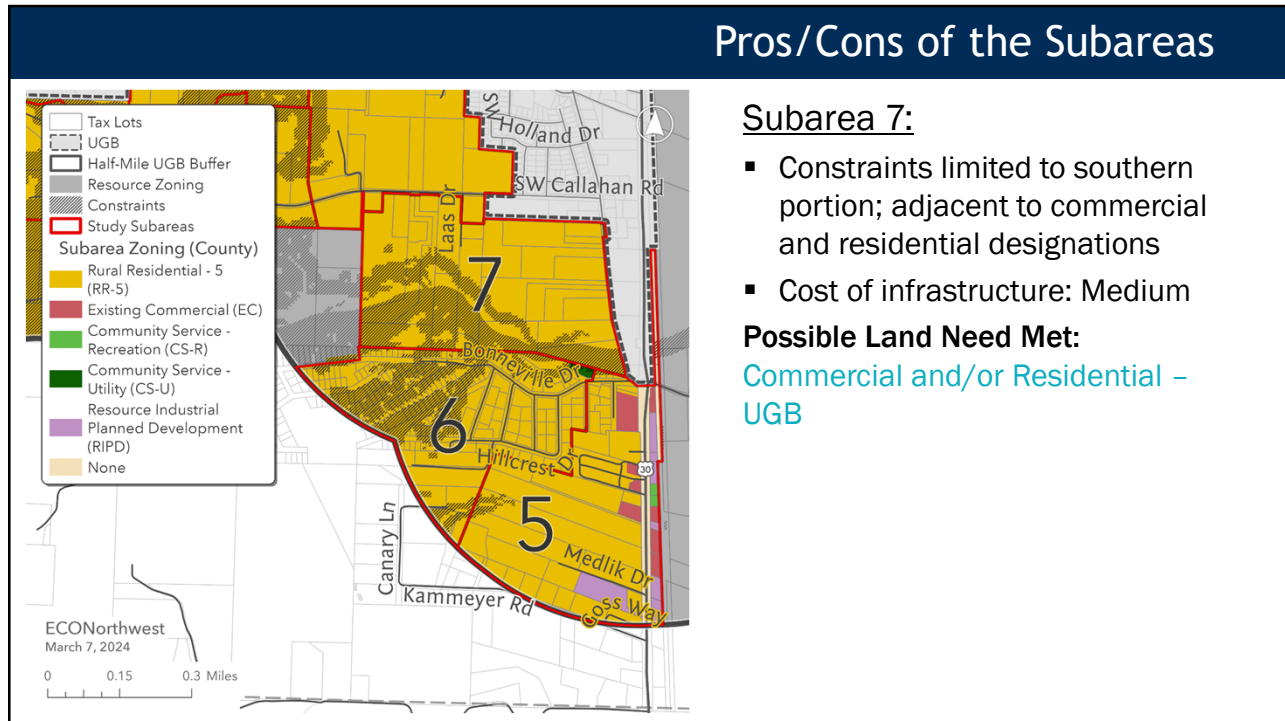 Pros/Cons of the Subareas
Tax Lots
UGB
Half-Mile UGB Buffer
Resource Zoning
Constraints
Study Subareas
Subarea Zoning (County)
Rural Residential - 5
(RR-5)
Existing Commercial (EC)
Community Service -
Recreation (CS-R)
Community Service -
Utility (CS-U)
Resource Industrial
Planned Development
(RIPD)
None
SW Holland Dr
SW Callahan Rd
Laas Dr
7
Bonneville Dr
6
Hillcrest Dr
30
5
Canary Ln
Medlik Dr
Kammeyer Rd
Goss Way
ECONorthwest
March 7, 2024
0 0.15 0.3 Miles
Subarea 7:
▪ Constraints limited to southern
portion; adjacent to commercial
and residential designations
▪ Cost of infrastructure: Medium
Possible Land Need Met:
Commercial and/or Residential –
UGB